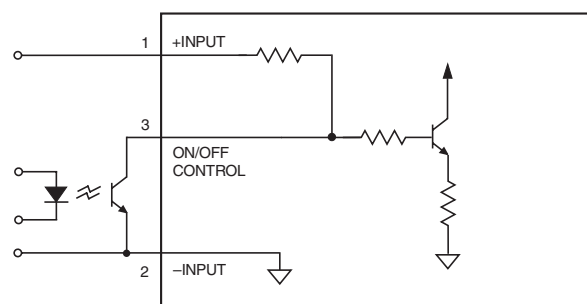 1 +INPUT
3
ON/OFF
CONTROL
2 –INPUT